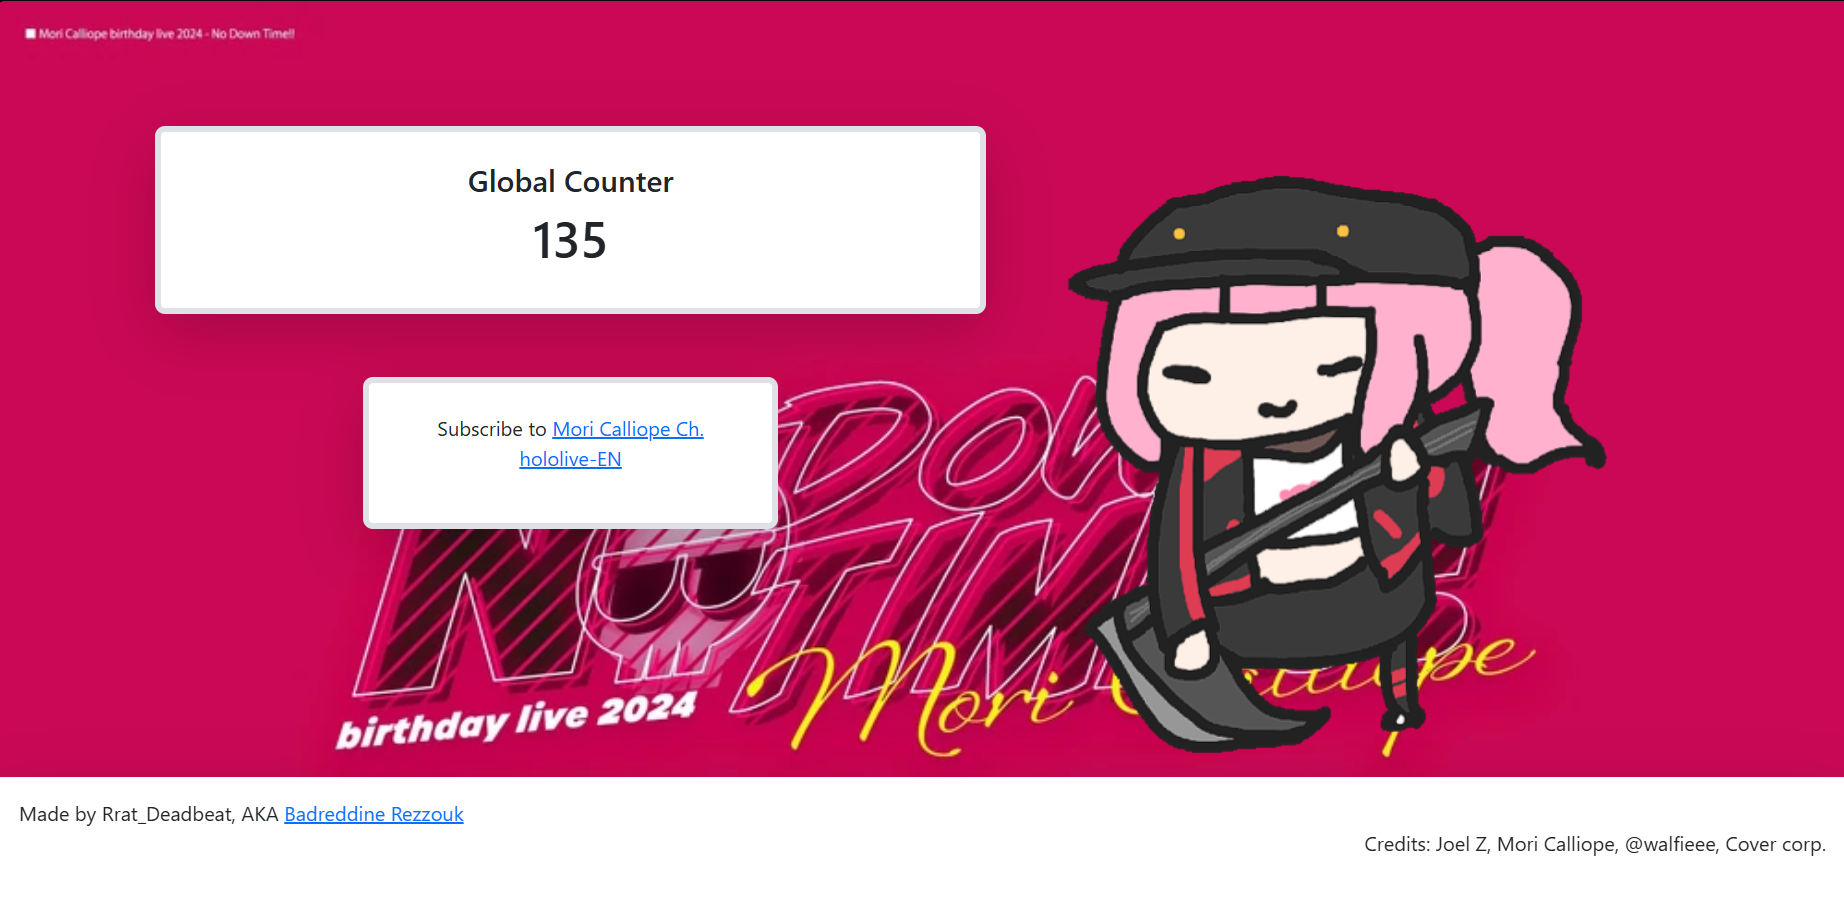 Mori Calliope birthday live 2024 - No Down Time!!
Global Counter
135
Subscribe to Mori Calliope Ch.
hololive-EN
NO DOWN
TIME
birthday live 2024
Mori Calliope
Made by Rrat_Deadbeat, AKA Badreddine Rezzouk
Credits: Joel Z, Mori Calliope, @walfieee, Cover corp.